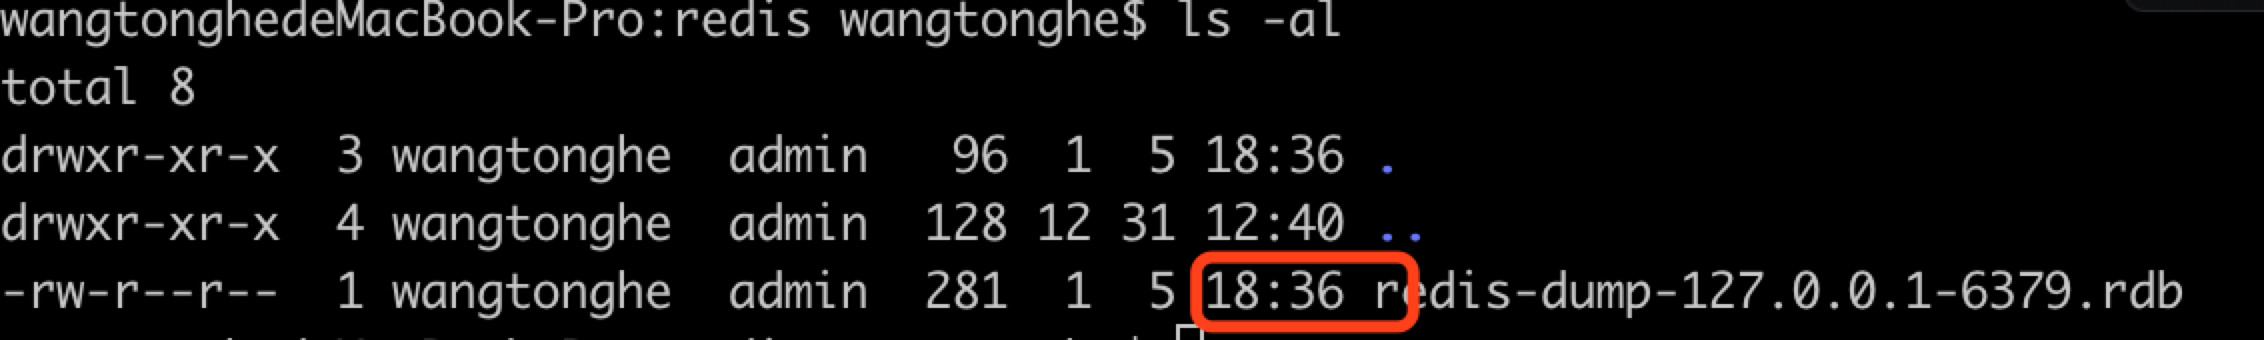 wangtonghedeMacBook-Pro:redis wangtonghe$ ls -al
total 8
drwxr-xr-x  3 wangtonghe  admin   96  1  5 18:36 .
drwxr-xr-x  4 wangtonghe  admin  128 12 31 12:40 ..
-rw-r--r--  1 wangtonghe  admin  281  1  5 18:36 redis-dump-127.0.0.1-6379.rdb